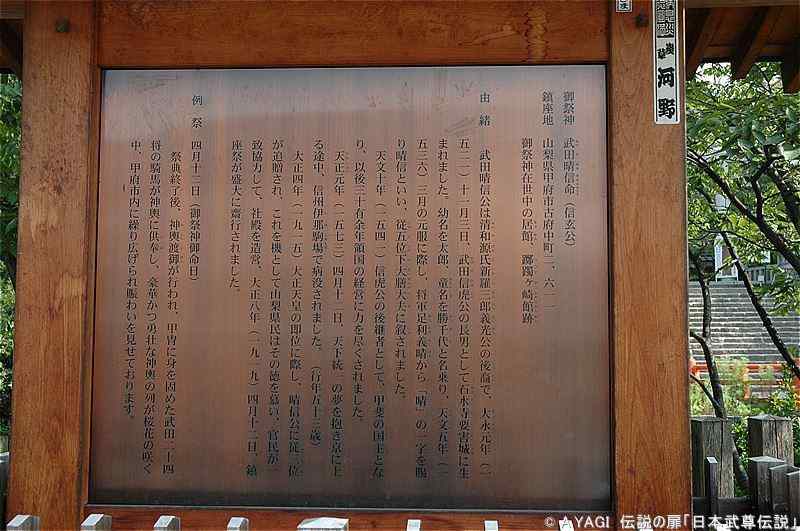 御祭神　武田晴信命（信玄公）
鎮座地　山梨県甲府市古府中町二、六一一
御祭神在世中の居館　躑躅ヶ崎館跡
由　緒　武田晴信公は清和源氏新羅三郎義光公の後裔で、大永元年（一
五二一）十一月三日、武田信虎公の長男として石水寺要害城に生
まれました。幼名を太郎、童名を勝千代と名乗り、天文五年（一
五三六）三月の元服に際し、将軍足利義晴から「晴」の一字を賜
り晴信といい、従五位下大膳大夫に叙されました。
天文十年（一五四一）信虎公の後継者として、甲斐の国主とな
り、以後三十有余年領国の経営に力を尽くされました。
天正元年（一五七三）四月十二日、天下統一の夢を抱き京に上
る途中、信州伊那駒場で病没されました。（行年五十三歳）
大正四年（一九一五）大正天皇の即位に際し、晴信公に従三位
が追贈され、これを機として山梨県民はその徳を慕い、官民が一
致協力して、社殿を造営、大正八年（一九一九）四月十二日、鎮
座祭が盛大に齋行されました。
例　祭　四月十二日（御祭神御命日）
祭典終了後、神輿渡御が行われ、甲冑に身を固めた武田二十四
将の騎馬が神輿に供奉し、豪華かつ勇壮な神輿の列が桜花の咲く
中、甲府市内に繰り広げられ賑わいを見せております。
河野
© AYAGI 伝説の扉「日本武尊伝説」